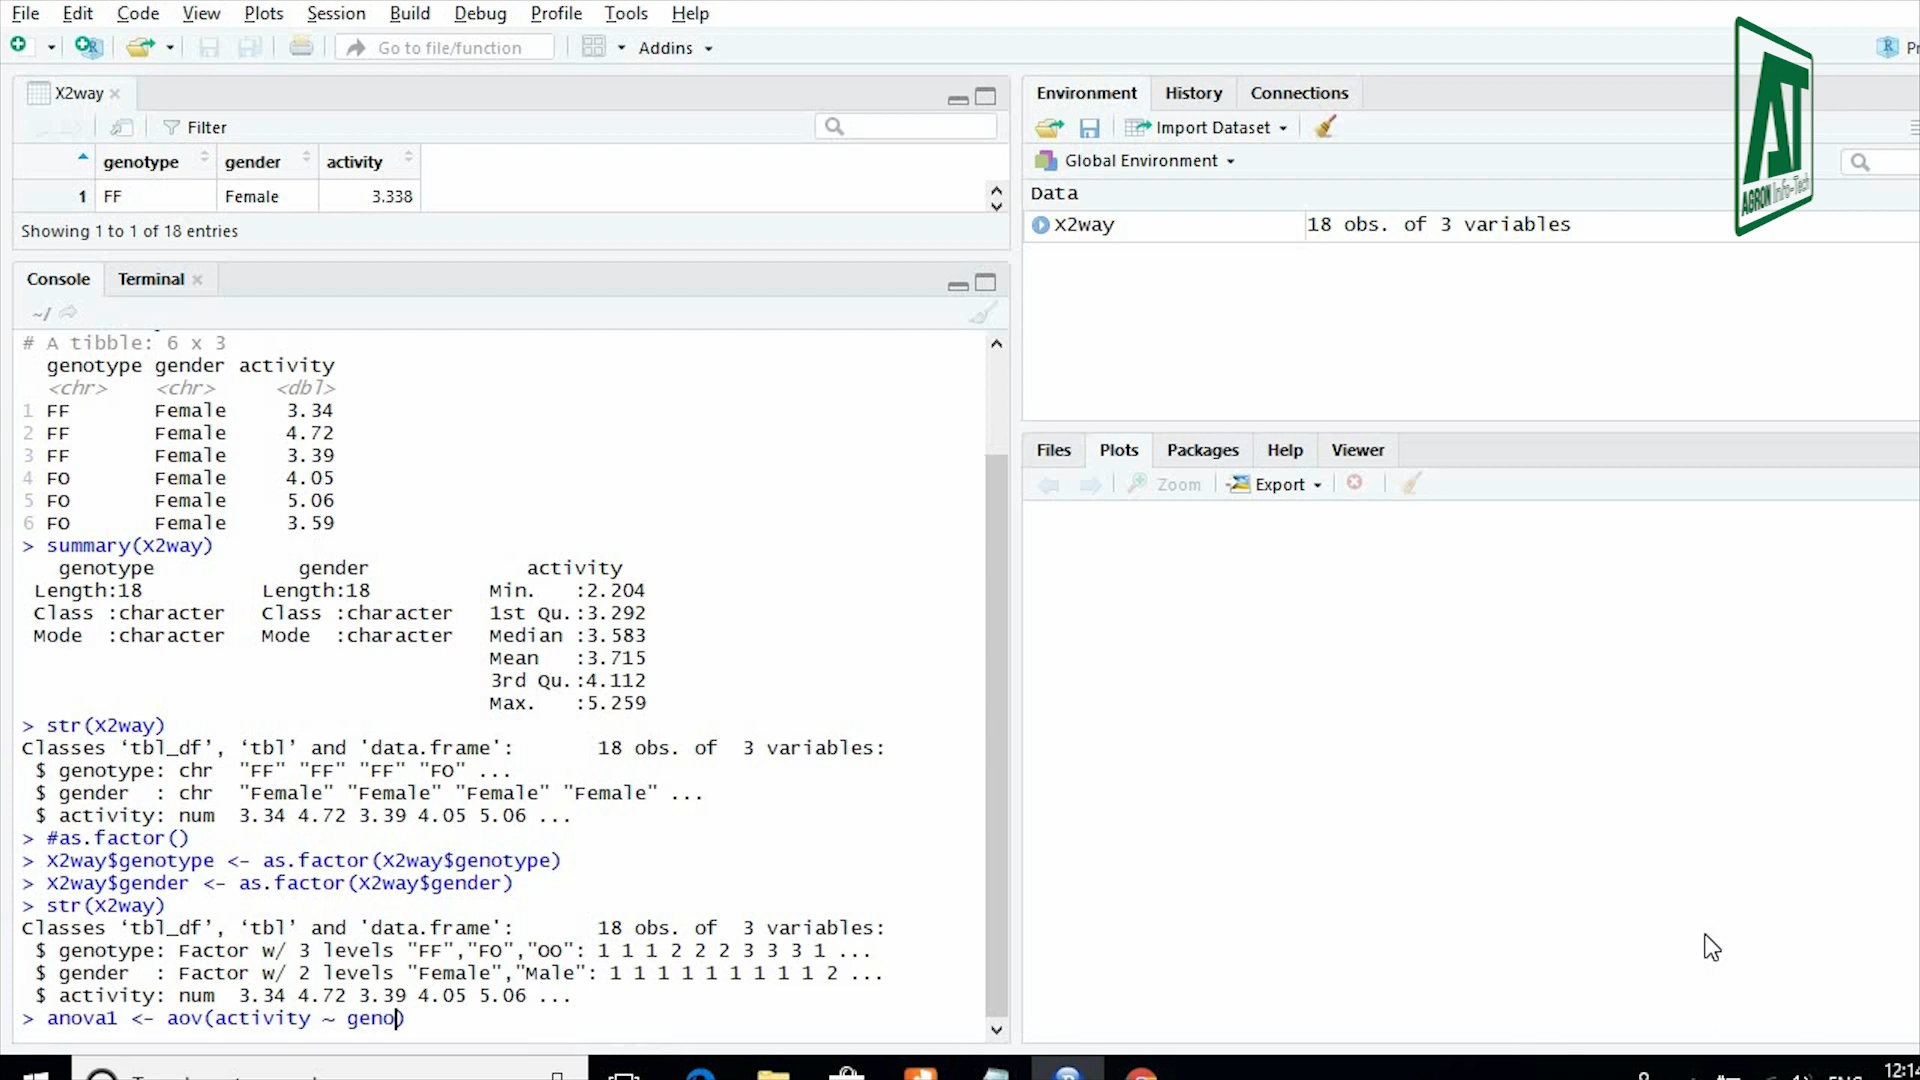 File Edit Code View Plots Session Build Debug Profile Tools Help
Go to file/function Addins
X2way
Filter
genotype gender activity
1 FF Female 3.338
Showing 1 to 1 of 18 entries
Console Terminal
~/
# A tibble: 6 x 3
genotype gender activity
<chr> <chr> <dbl>
1 FF Female 3.34
2 FF Female 4.72
3 FF Female 3.39
4 FO Female 4.05
5 FO Female 5.06
6 FO Female 3.59
> summary(X2way)
genotype gender activity
Length:18 Length:18 Min. :2.204
Class :character Class :character 1st Qu.:3.292
Mode :character Mode :character Median :3.583
Mean :3.715
3rd Qu.:4.112
Max. :5.259
> str(X2way)
Classes ‘tbl_df’, ‘tbl’ and 'data.frame': 18 obs. of 3 variables:
$ genotype: chr "FF" "FF" "FF" "FO" ...
$ gender : chr "Female" "Female" "Female" "Female" ...
$ activity: num 3.34 4.72 3.39 4.05 5.06 ...
> #as.factor()
> X2way$genotype <- as.factor(X2way$genotype)
> X2way$gender <- as.factor(X2way$gender)
> str(X2way)
Classes ‘tbl_df’, ‘tbl’ and 'data.frame': 18 obs. of 3 variables:
$ genotype: Factor w/ 3 levels "FF","FO","OO": 1 1 1 2 2 2 3 3 3 1 ...
$ gender : Factor w/ 2 levels "Female","Male": 1 1 1 1 1 1 1 1 1 2 ...
$ activity: num 3.34 4.72 3.39 4.05 5.06 ...
> anova1 <- aov(activity ~ geno)
Environment History Connections
Import Dataset
Global Environment
Data
X2way 18 obs. of 3 variables
Files Plots Packages Help Viewer
Zoom Export
AT
AGRON Info-Tech
12:14